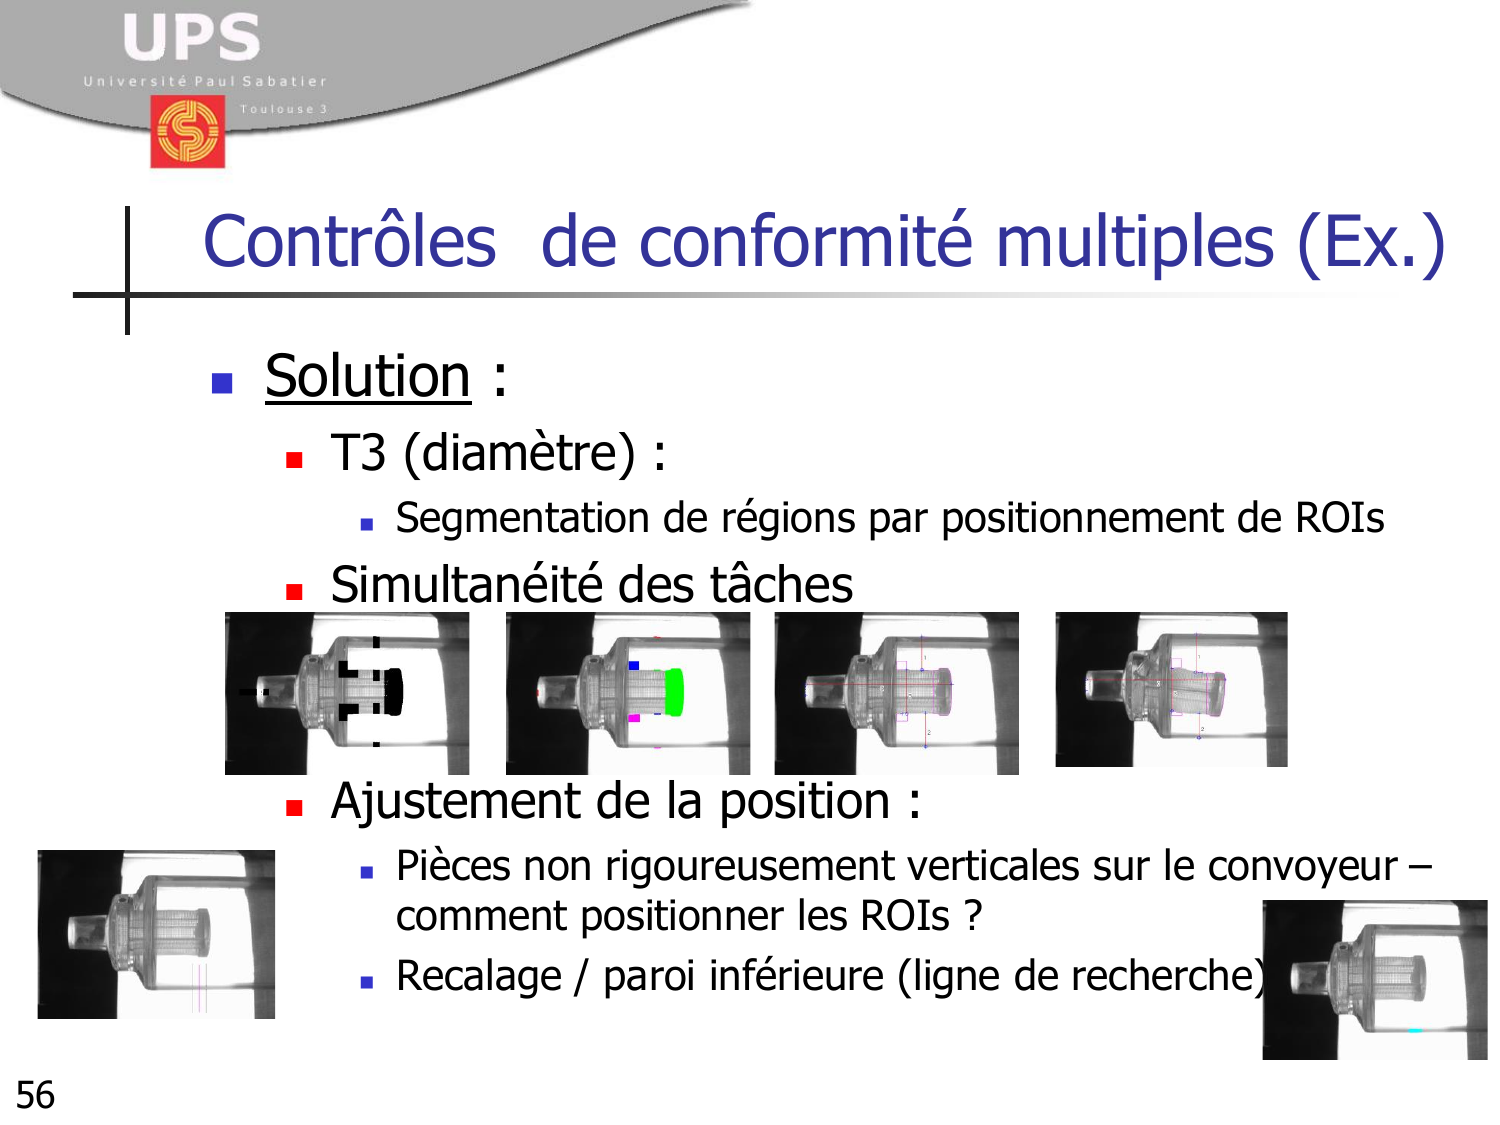 UPS
Université Paul Sabatier
Toulouse 3
Contrôles de conformité multiples (Ex.)
Solution :
T3 (diamètre) :
Segmentation de régions par positionnement de ROIs
Simultanéité des tâches
Ajustement de la position :
Pièces non rigoureusement verticales sur le convoyeur –
comment positionner les ROIs ?
Recalage / paroi inférieure (ligne de recherche)
56